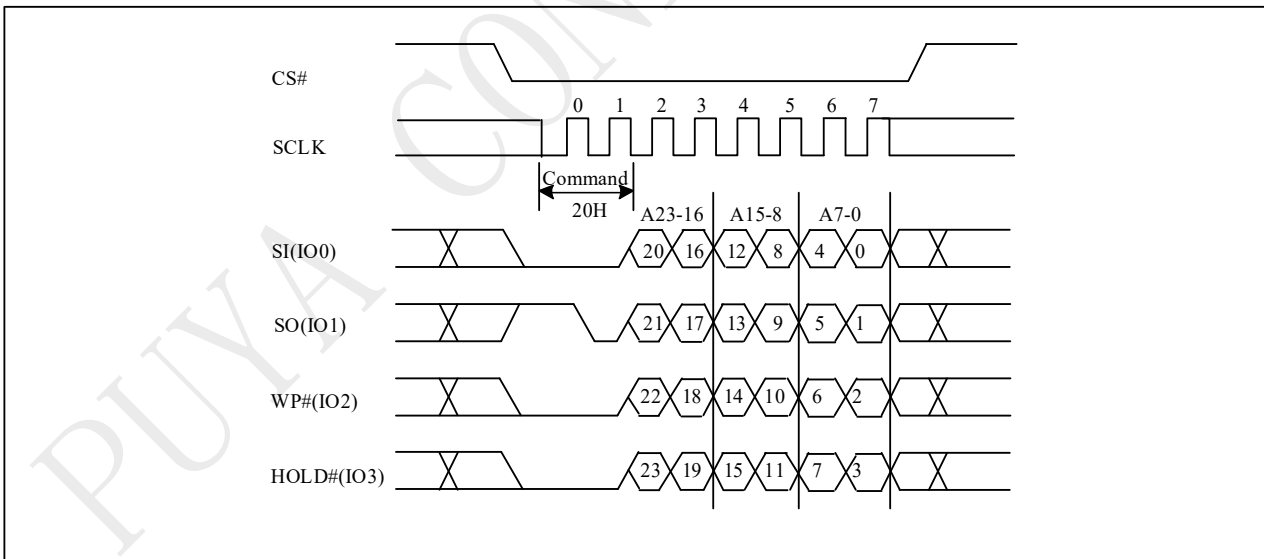 CS#
0 1 2 3 4 5 6 7
SCLK
Command
20H
A23-16 A15-8 A7-0
SI(IO0) 20 16 12 8 4 0
SO(IO1) 21 17 13 9 5 1
WP#(IO2) 22 18 14 10 6 2
HOLD#(IO3) 23 19 15 11 7 3
PUYA CON